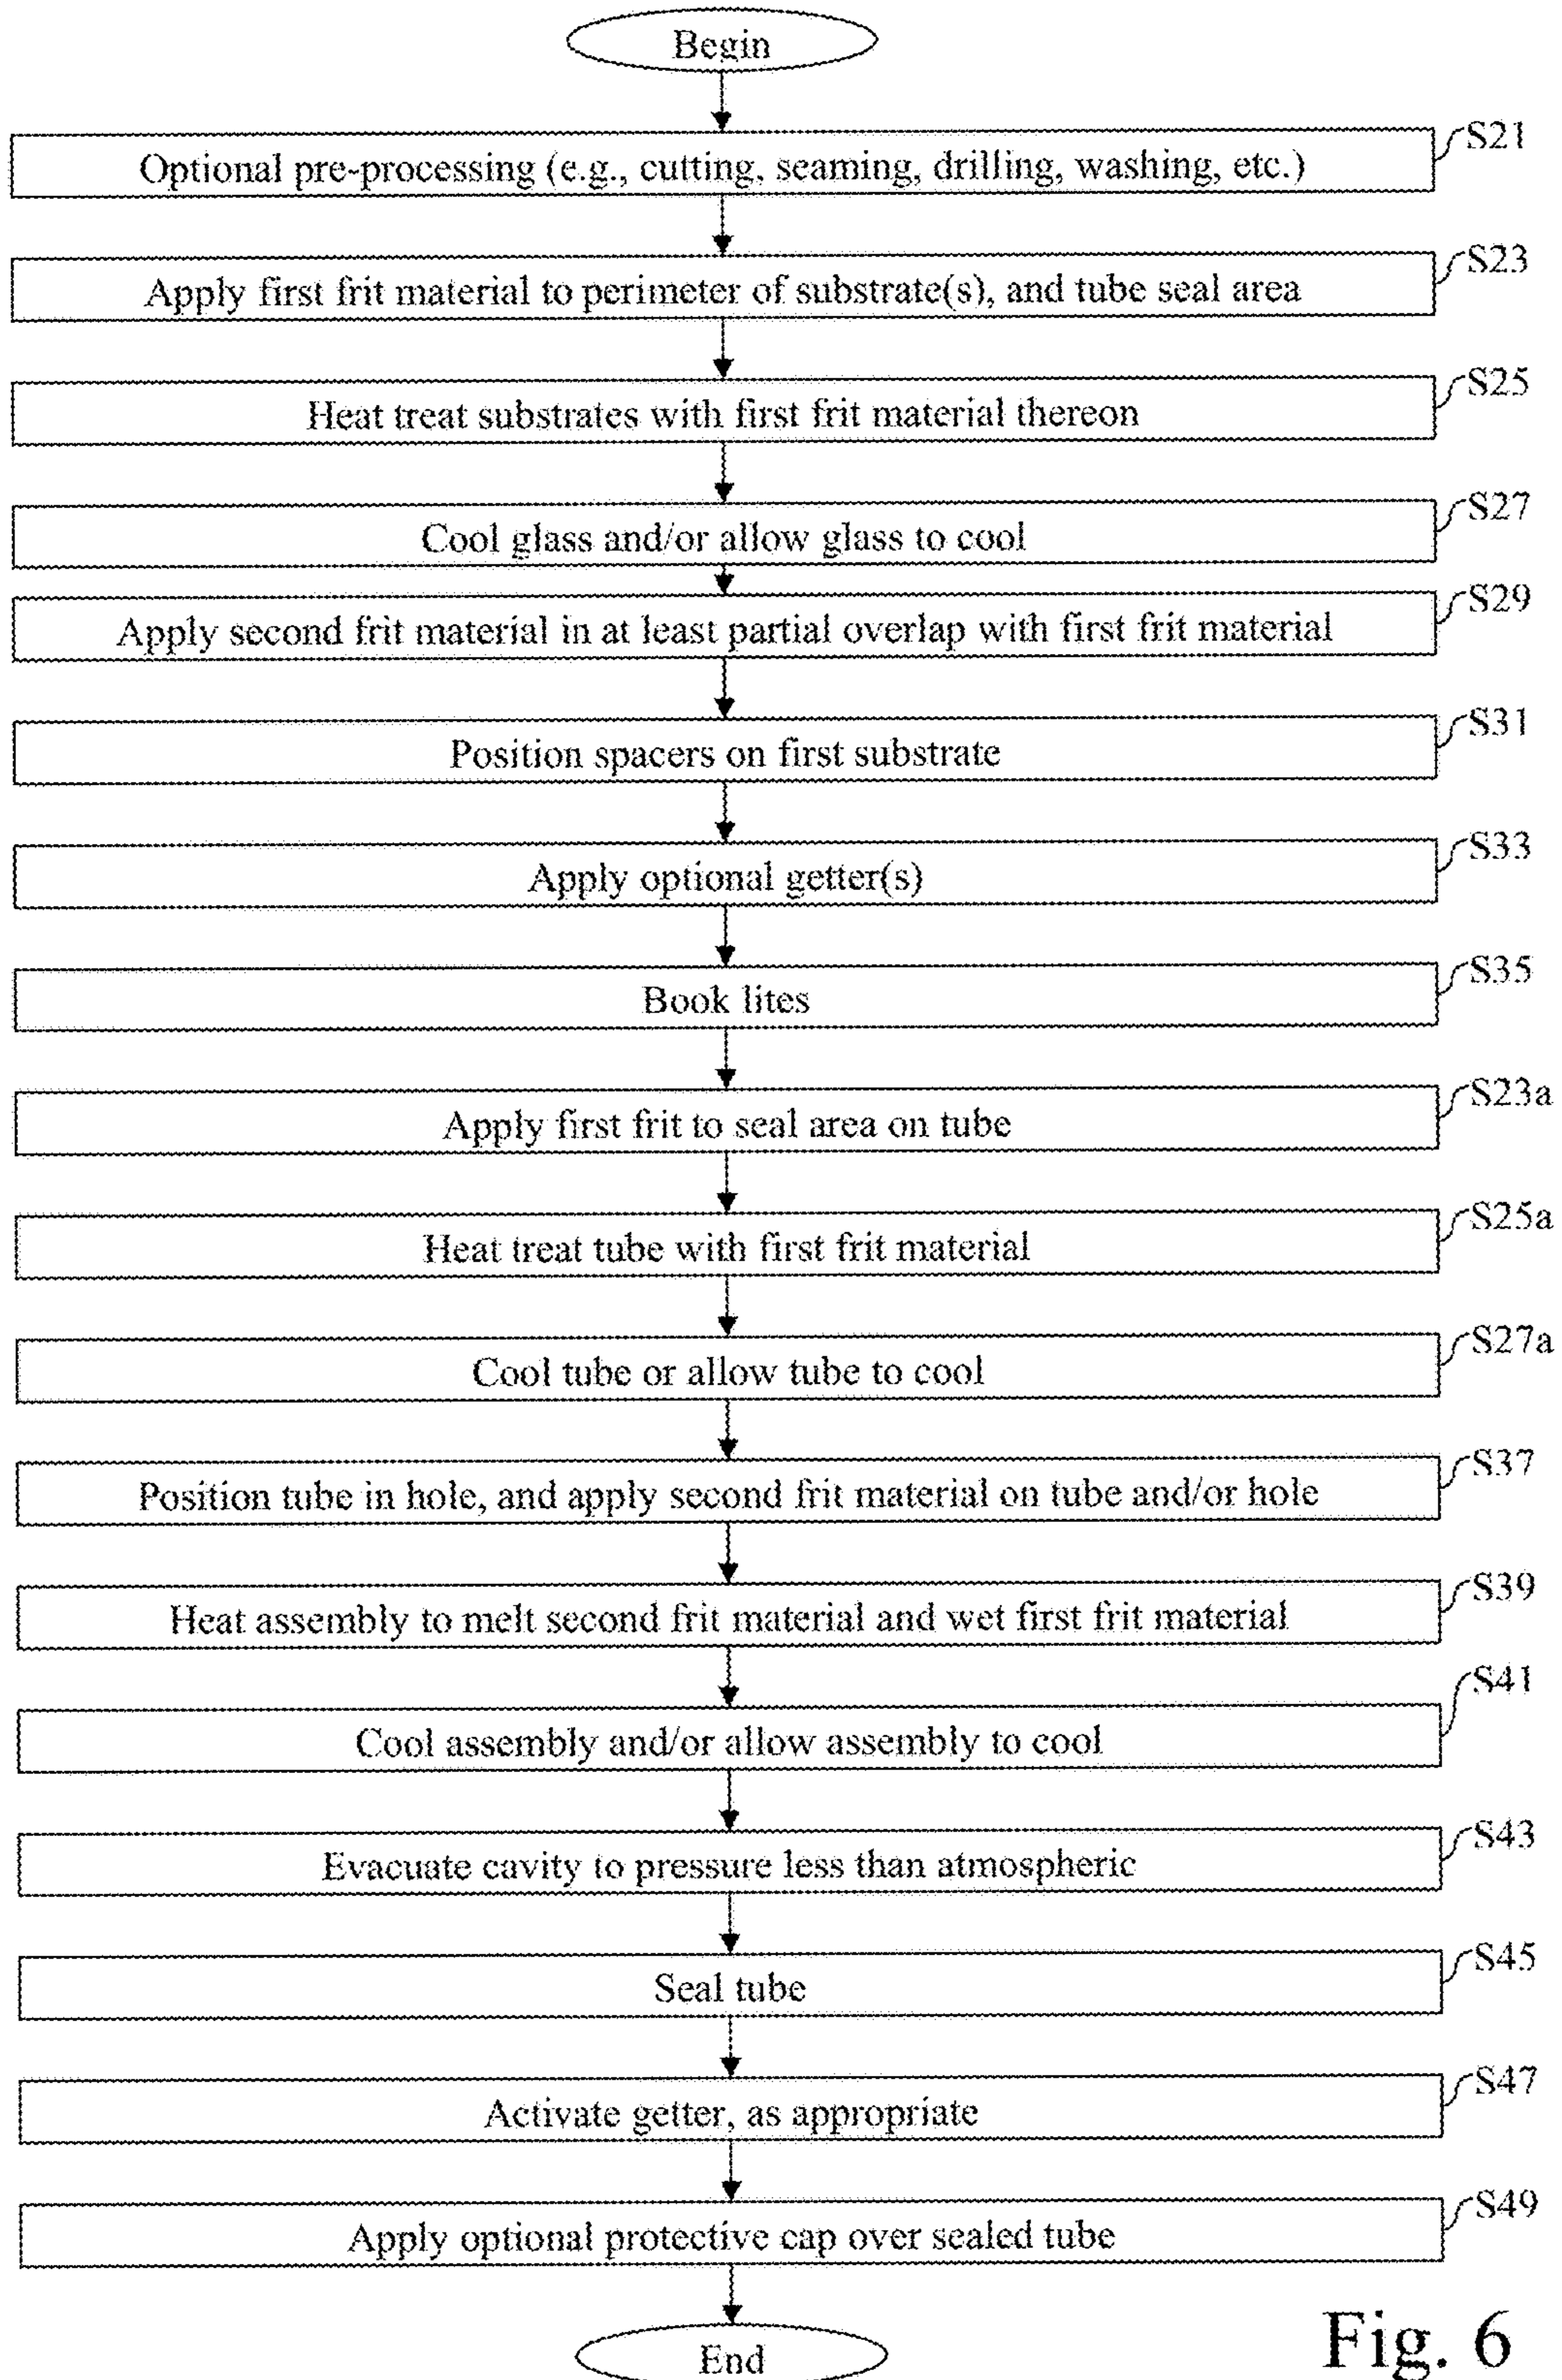 Begin
S21
Optional pre-processing (e.g., cutting, seaming, drilling, washing, etc.)
S23
Apply first frit material to perimeter of substrate(s), and tube seal area
S25
Heat treat substrates with first frit material thereon
S27
Cool glass and/or allow glass to cool
S29
Apply second frit material in at least partial overlap with first frit material
S31
Position spacers on first substrate
S33
Apply optional getter(s)
S35
Book lites
S23a
Apply first frit to seal area on tube
S25a
Heat treat tube with first frit material
S27a
Cool tube or allow tube to cool
S37
Position tube in hole, and apply second frit material on tube and/or hole
S39
Heat assembly to melt second frit material and wet first frit material
S41
Cool assembly and/or allow assembly to cool
S43
Evacuate cavity to pressure less than atmospheric
S45
Seal tube
S47
Activate getter, as appropriate
S49
Apply optional protective cap over sealed tube
End
Fig. 6